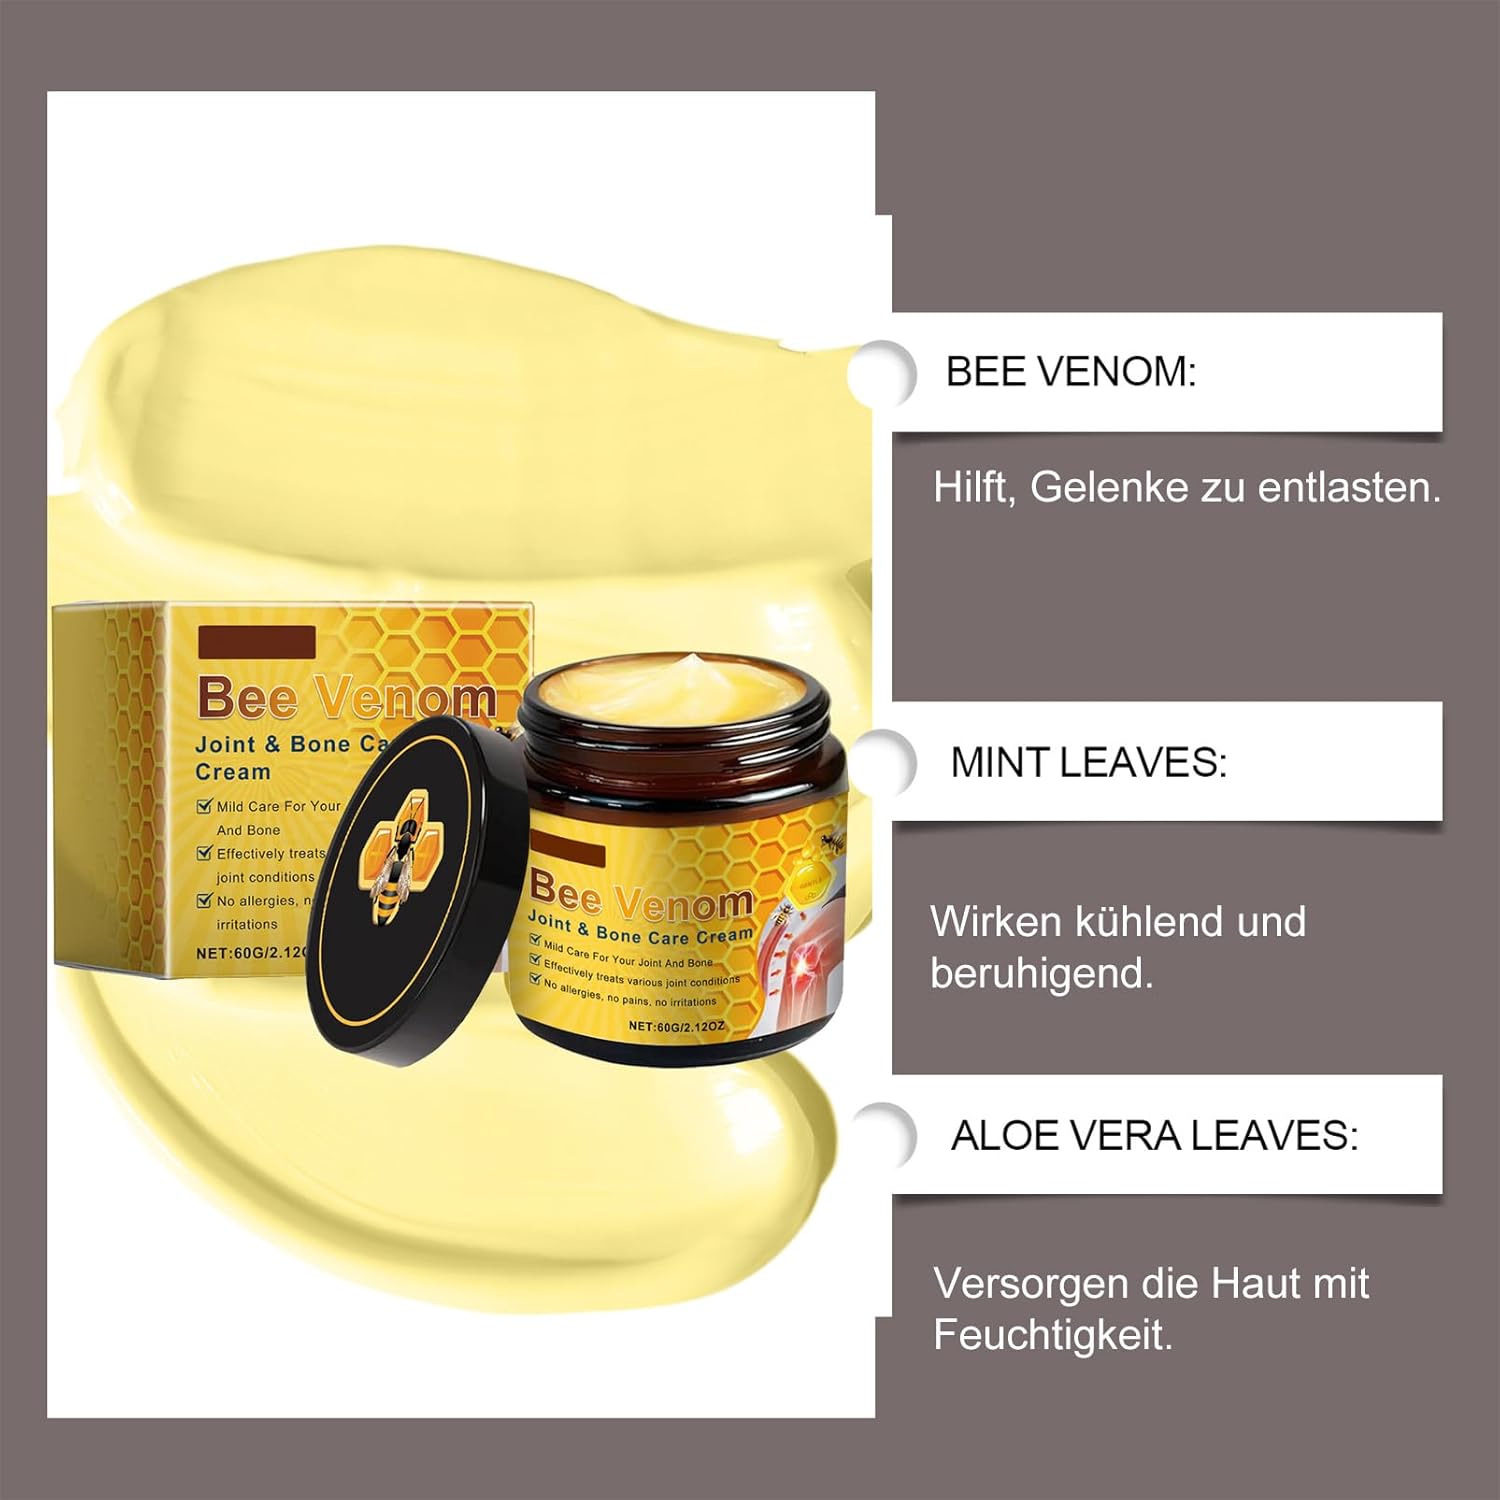 BEE VENOM:
Hilft, Gelenke zu entlasten.
MINT LEAVES:
Wirken kühlend und
beruhigend.
ALOE VERA LEAVES:
Versorgen die Haut mit
Feuchtigkeit.
Bee Venom
Joint & Bone Ca
Cream
Mild Care For Your
And Bone
Effectively treats
joint conditions
No allergies, n
irritations
NET:60G/2.12
Bee Venom
Joint & Bone Care Cream
Mild Care For Your Joint And Bone
Effectively treats various joint conditions
No allergies, no pains, no irritations
NET:60G/2.12OZ